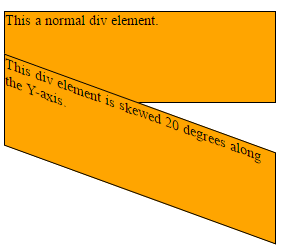 This a normal div element.
This div element is skewed 20 degrees along
the Y-axis.